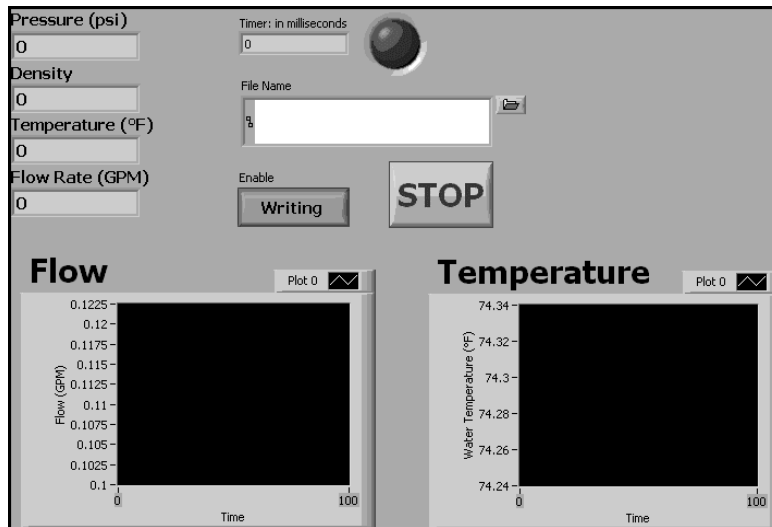 Pressure (psi)
0
Density
0
Temperature (°F)
0
Flow Rate (GPM)
0
Timer: in milliseconds
0
File Name
Enable
Writing
STOP
Flow
Plot 0
0.1225
0.12
0.1175
0.115
0.1125
0.11
0.1075
0.105
0.1025
0.1
Flow (GPM)
0
100
Time
Temperature
Plot 0
74.34
74.32
74.3
74.28
74.26
74.24
Water Temperature (°F)
0
100
Time